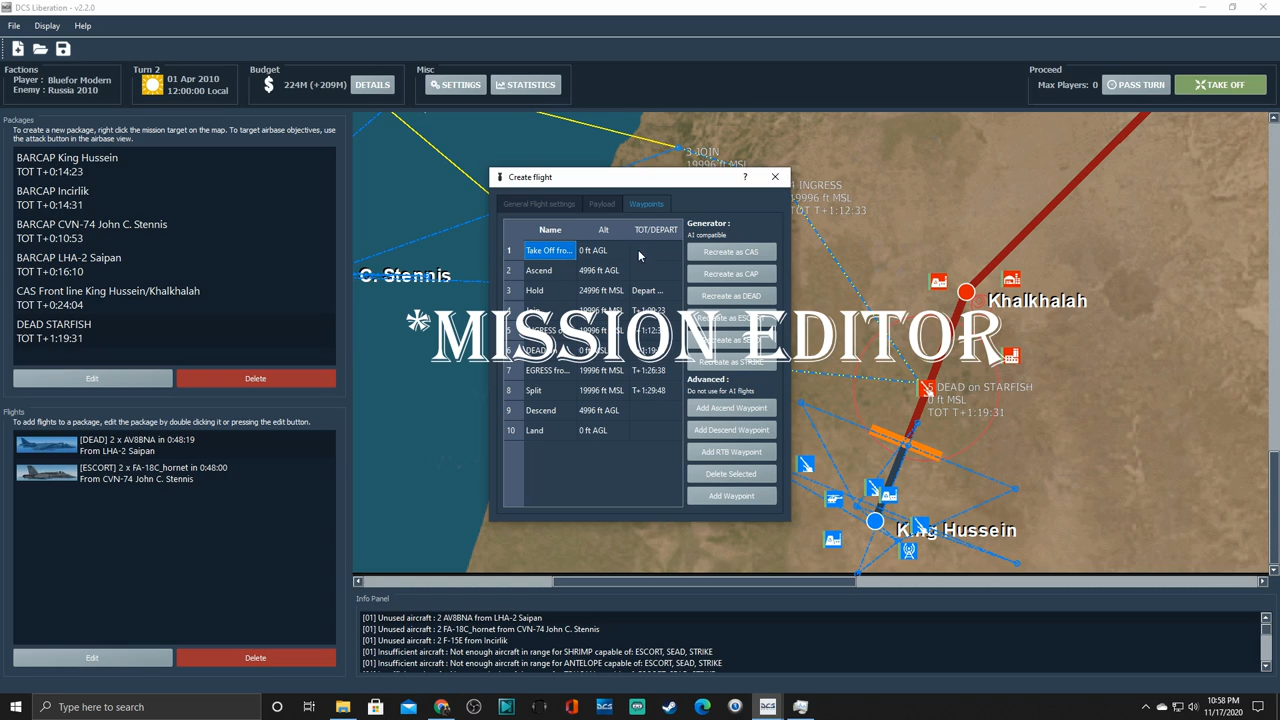 DCS Liberation - v2.2.0
File Display Help
Factions
Player : Bluefor Modern
Enemy : Russia 2010
Turn 2
01 Apr 2010
12:00:00 Local
Budget
$ 224M (+209M) DETAILS
Misc
SETTINGS STATISTICS
Proceed
Max Players: 0 PASS TURN TAKE OFF
Packages
To create a new package, right click the mission target on the map. To target airbase objectives, use
the attack button in the airbase view.
BARCAP King Hussein
TOT T+0:14:23
BARCAP Incirlik
TOT T+0:14:31
BARCAP CVN-74 John C. Stennis
TOT T+0:10:53
BARCAP LHA-2 Saipan
TOT T+0:16:10
CAS Front line King Hussein/Khalkhalah
TOT T+0:24:04
DEAD STARFISH
TOT T+1:19:31
Edit Delete
Flights
To add flights to a package, edit the package by double clicking it or pressing the edit button.
[DEAD] 2 x AV8BNA in 0:48:19
From LHA-2 Saipan
[ESCORT] 2 x FA-18C_hornet in 0:48:00
From CVN-74 John C. Stennis
Edit Delete
3 JOIN
19996 ft MSL
INGRESS
19996 ft MSL
T+1:12:33
C. Stennis
Khalkhalah
5 DEAD on STARFISH
0 ft MSL
TOT T+1:19:31
King Hussein
Create flight ?
General Flight settings Payload Waypoints
Name Alt TOT/DEPART
1 Take Off fro... 0 ft AGL
2 Ascend 4996 ft AGL
3 Hold 24996 ft MSL Depart ...
7 EGRESS fro... 19996 ft MSL T+1:26:38
8 Split 19996 ft MSL T+1:29:48
9 Descend 4996 ft AGL
10 Land 0 ft AGL
Generator :
AI compatible
Recreate as CAS
Recreate as CAP
Recreate as DEAD
Recreate as STRIKE
Advanced :
Do not use for AI flights
Add Ascend Waypoint
Add Descend Waypoint
Add RTB Waypoint
Delete Selected
Add Waypoint
*MISSION EDITOR
Info Panel
[01] Unused aircraft : 2 AV8BNA from LHA-2 Saipan
[01] Unused aircraft : 2 FA-18C_hornet from CVN-74 John C. Stennis
[01] Unused aircraft : 2 F-15E from Incirlik
[01] Insufficient aircraft : Not enough aircraft in range for SHRIMP capable of: ESCORT, SEAD, STRIKE
[01] Insufficient aircraft : Not enough aircraft in range for ANTELOPE capable of: ESCORT, SEAD, STRIKE
Type here to search
DCS
10:58 PM
11/17/2020